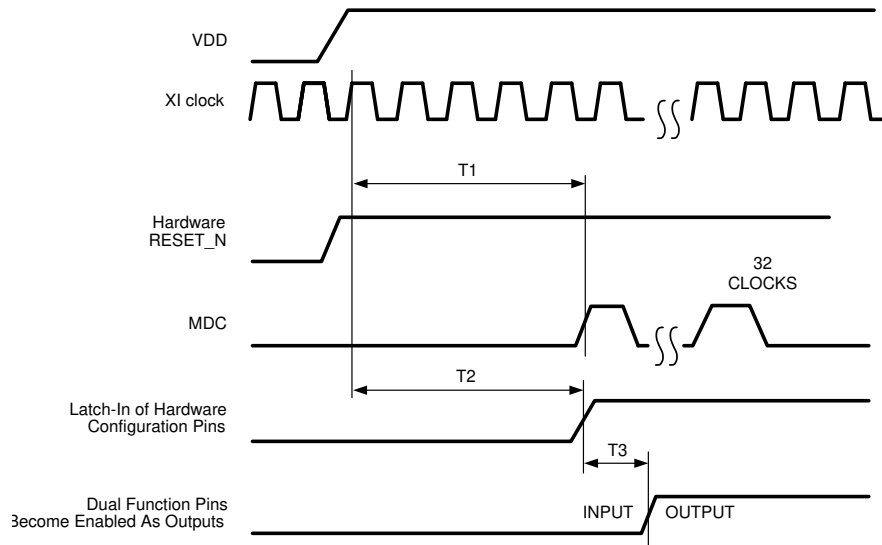 VDD
XI clock
T1
Hardware
RESET_N
32
CLOCKS
MDC
T2
Latch-In of Hardware
Configuration Pins
T3
Dual Function Pins
Become Enabled As Outputs
INPUT
OUTPUT